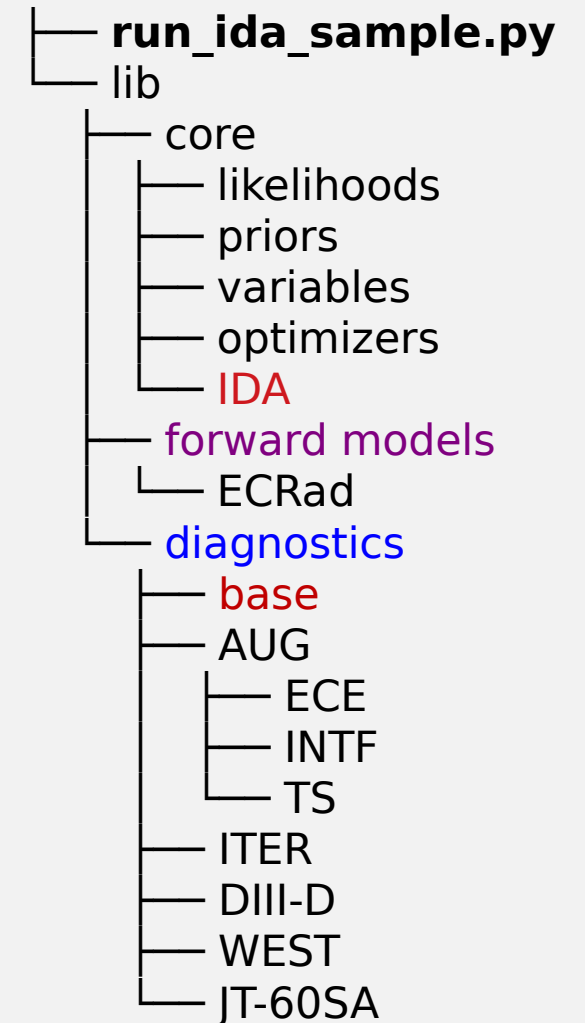 run_ida_sample.py
lib
core
likelihoods
priors
variables
optimizers
IDA
forward models
ECRad
diagnostics
base
AUG
ECE
INTF
TS
ITER
DIII-D
WEST
JT-60SA